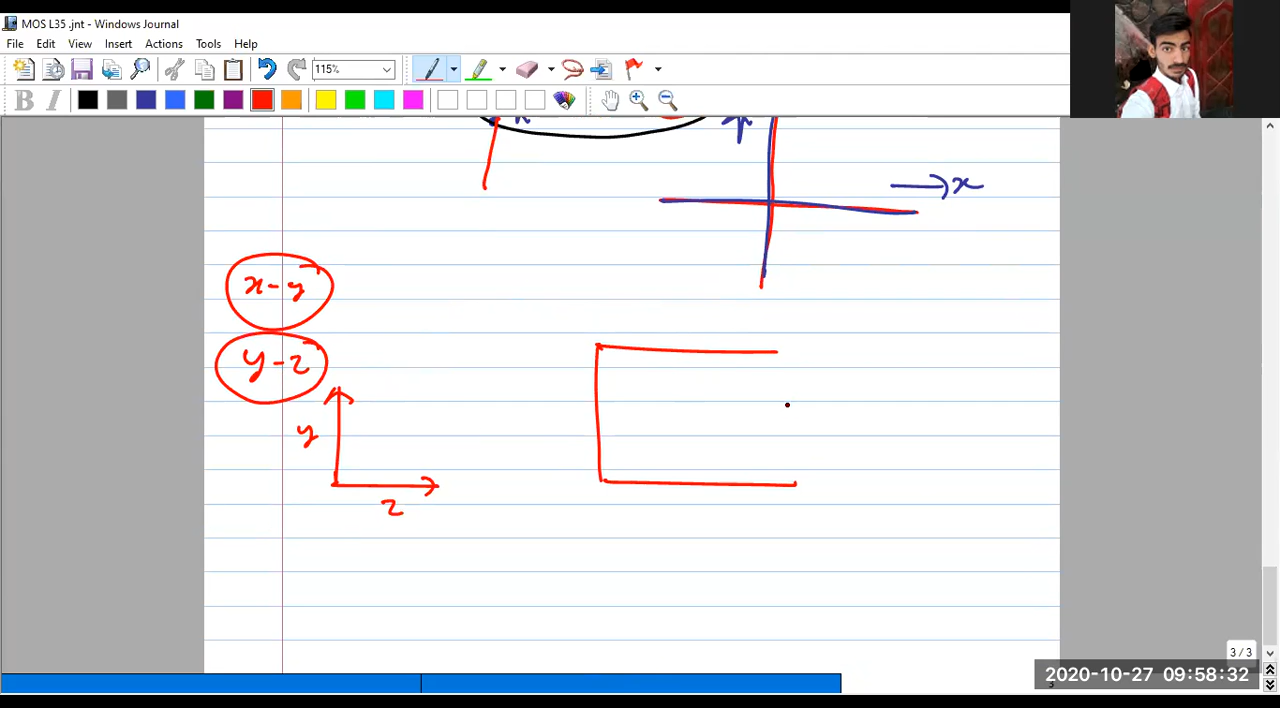 MOS L35 .jnt - Windows Journal
File Edit View Insert Actions Tools Help
115%
B I
x
x - y
y - z
y
z
3 / 3
2020-10-27 09:58:32